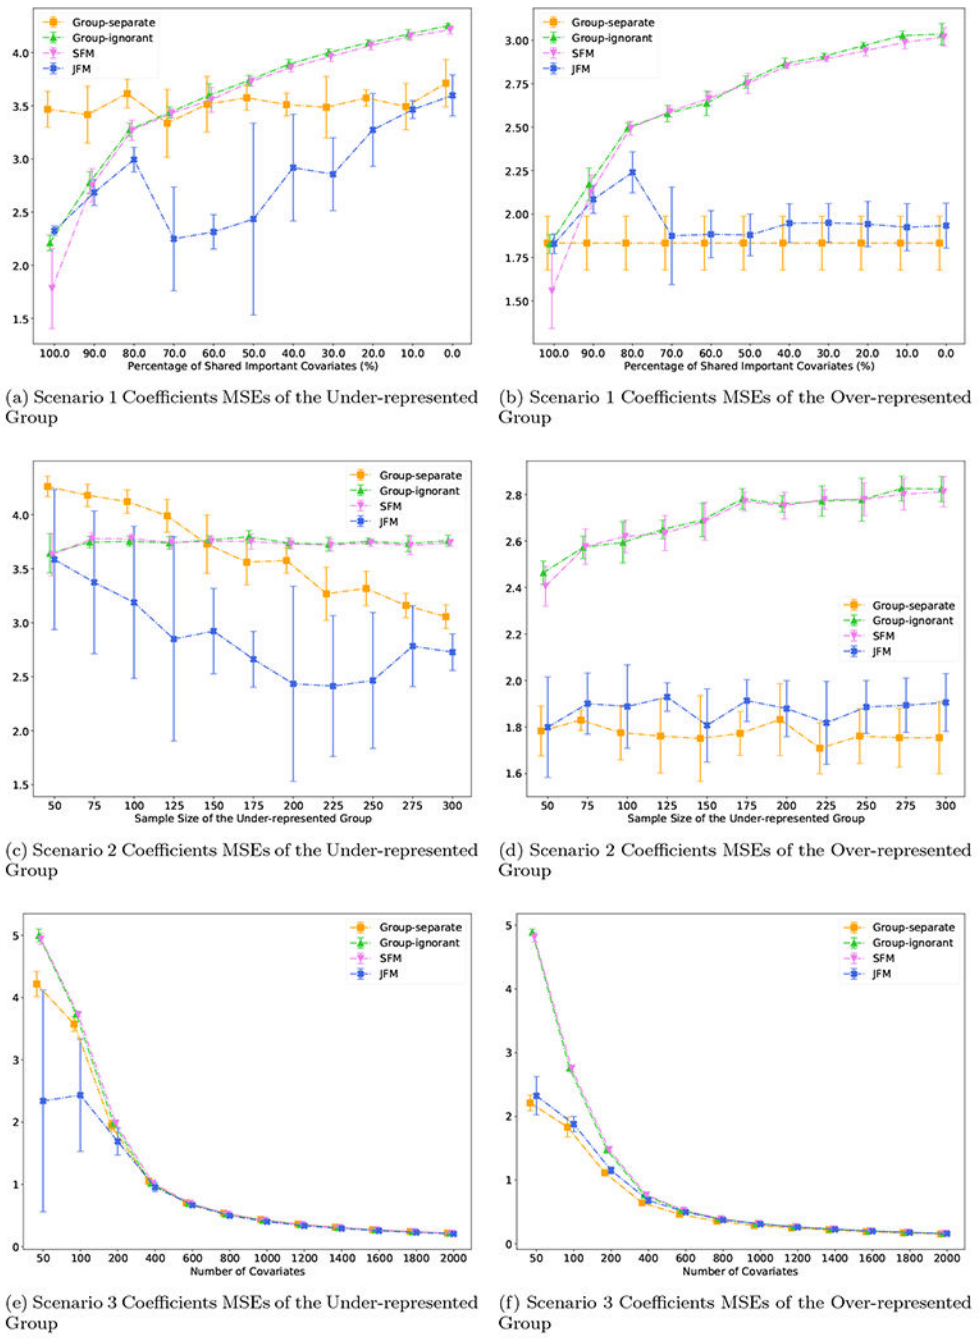 Group-separate
Group-ignorant
SFM
JFM
4.0
3.5
3.0
2.5
2.0
1.5
100.0 90.0 80.0 70.0 60.0 50.0 40.0 30.0 20.0 10.0 0.0
Percentage of Shared Important Covariates (%)
(a) Scenario 1 Coefficients MSEs of the Under-represented
Group
Group-separate
Group-ignorant
SFM
JFM
3.00
2.75
2.50
2.25
2.00
1.75
1.50
100.0 90.0 80.0 70.0 60.0 50.0 40.0 30.0 20.0 10.0 0.0
Percentage of Shared Important Covariates (%)
(b) Scenario 1 Coefficients MSEs of the Over-represented
Group
Group-separate
Group-ignorant
SFM
JFM
4.0
3.5
3.0
2.5
2.0
1.5
50 75 100 125 150 175 200 225 250 275 300
Sample Size of the Under-represented Group
(c) Scenario 2 Coefficients MSEs of the Under-represented
Group
2.8
2.6
2.4
2.2
2.0
1.8
1.6
Group-separate
Group-ignorant
SFM
JFM
50 75 100 125 150 175 200 225 250 275 300
Sample Size of the Under-represented Group
(d) Scenario 2 Coefficients MSEs of the Over-represented
Group
Group-separate
Group-ignorant
SFM
JFM
5
4
3
2
1
0
50 100 200 400 600 800 1000 1200 1400 1600 1800 2000
Number of Covariates
(e) Scenario 3 Coefficients MSEs of the Under-represented
Group
Group-separate
Group-ignorant
SFM
JFM
5
4
3
2
1
0
50 100 200 400 600 800 1000 1200 1400 1600 1800 2000
Number of Covariates
(f) Scenario 3 Coefficients MSEs of the Over-represented
Group